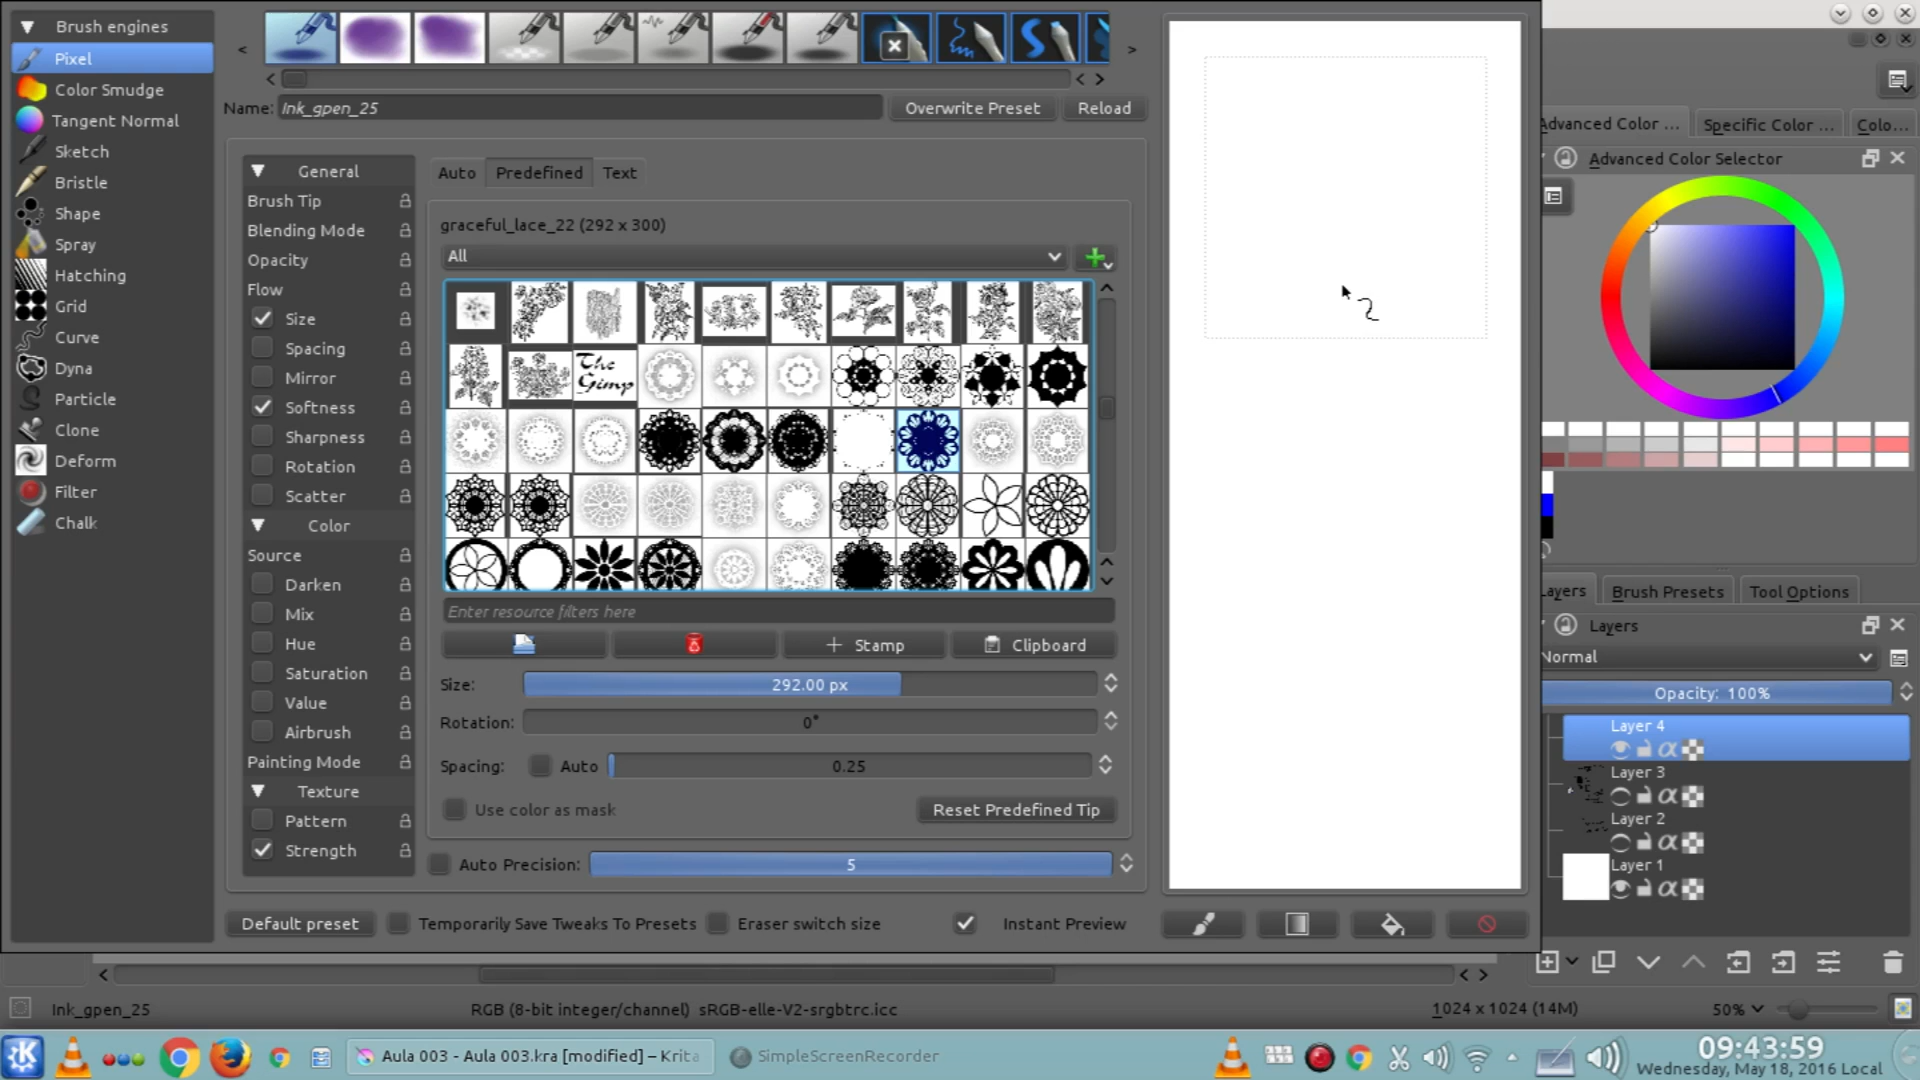 Brush engines
Pixel
Color Smudge
Tangent Normal
Sketch
Bristle
Shape
Spray
Hatching
Grid
Curve
Dyna
Particle
Clone
Deform
Filter
Chalk
Name: Ink_gpen_25
Overwrite Preset
Reload
General
Brush Tip
Blending Mode
Opacity
Flow
Size
Spacing
Mirror
Softness
Sharpness
Rotation
Scatter
Color
Source
Darken
Mix
Hue
Saturation
Value
Airbrush
Painting Mode
Texture
Pattern
Strength
Auto Predefined Text
graceful_lace_22 (292 x 300)
All
The Gimp
Enter resource filters here
Stamp
Clipboard
Size: 292.00 px
Rotation: 0°
Spacing: Auto 0.25
Use color as mask
Reset Predefined Tip
Auto Precision: 5
Default preset
Temporarily Save Tweaks To Presets
Eraser switch size
Instant Preview
Advanced Color ...
Specific Color ...
Colo...
Advanced Color Selector
Layers
Brush Presets
Tool Options
Layers
Normal
Opacity: 100%
Layer 4
Layer 3
Layer 2
Layer 1
Ink_gpen_25
RGB (8-bit integer/channel) sRGB-elle-V2-srgbtrc.icc
1024 x 1024 (14M)
50%
Aula 003 - Aula 003.kra [modified] – Krita
SimpleScreenRecorder
09:43:59
Wednesday, May 18, 2016 Local